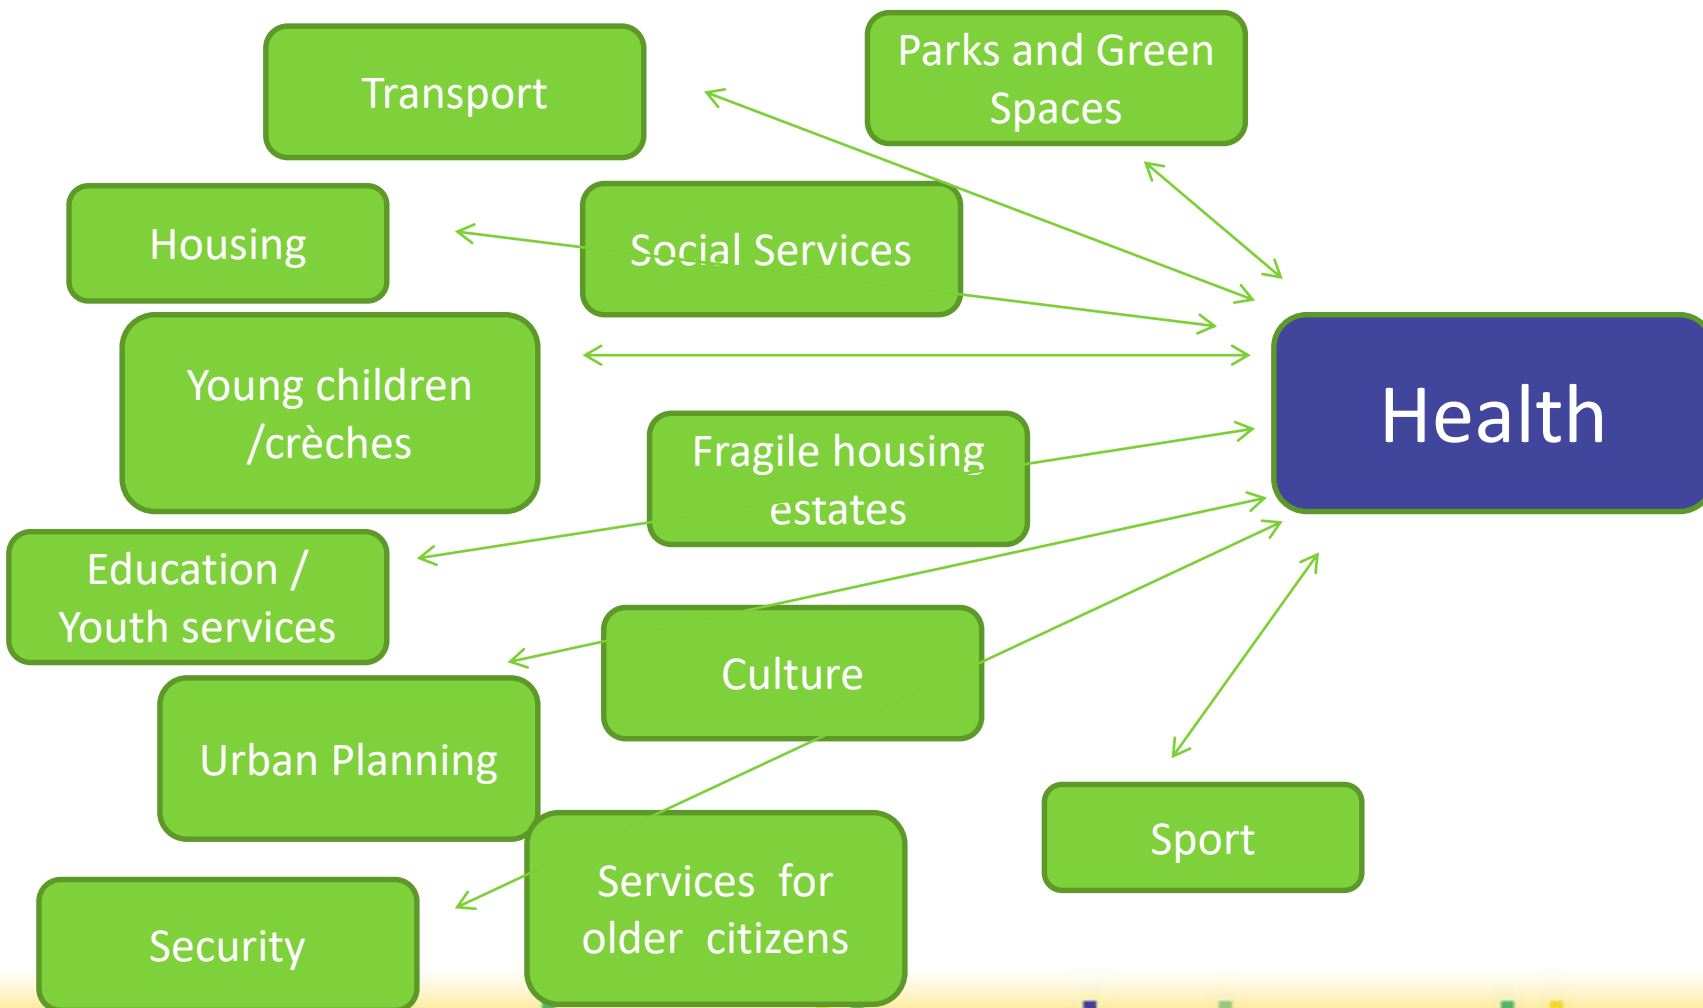 Transport
Parks and Green
Spaces
Housing
Social Services
Young children
/crèches
Health
Fragile housing
estates
Education /
Youth services
Culture
Urban Planning
Sport
Services for
older citizens
Security